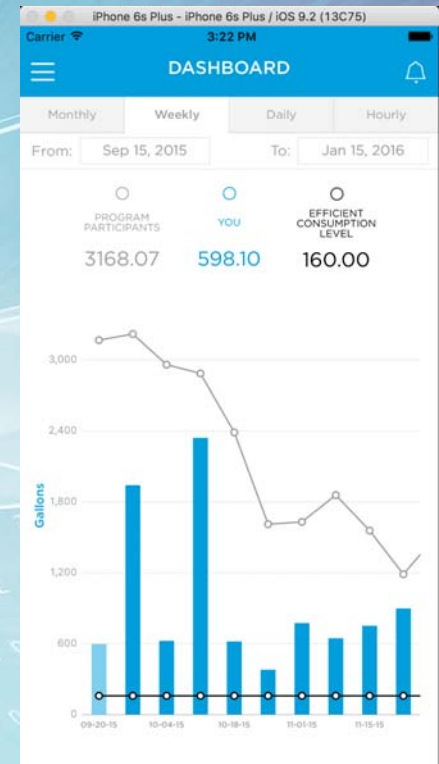 iPhone 6s Plus - iPhone 6s Plus / iOS 9.2 (13C75)
Carrier 3:22 PM
DASHBOARD
Monthly Weekly Daily Hourly
From: Sep 15, 2015 To: Jan 15, 2016
PROGRAM PARTICIPANTS
YOU
EFFICIENT CONSUMPTION LEVEL
3168.07 598.10 160.00
3,000
2,400
1,800
1,200
600
0
Gallons
09-20-15 10-04-15 10-18-15 11-01-15 11-15-15